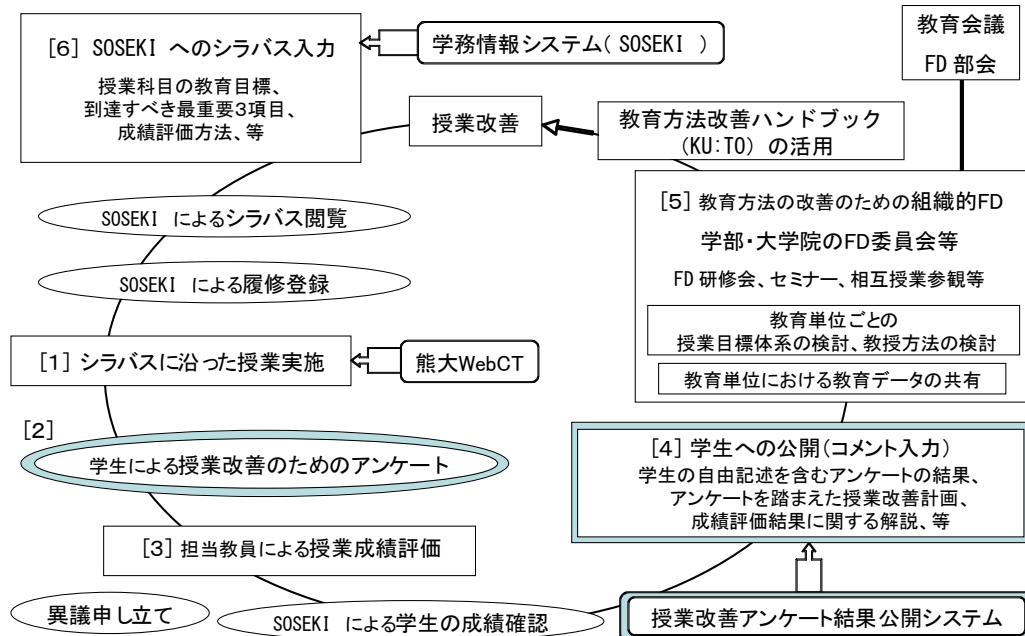 [6] SOSEKI へのシラバス入力
授業科目の教育目標、
到達すべき最重要3項目、
成績評価方法、等
学務情報システム( SOSEKI )
教育会議
FD 部会
授業改善
教育方法改善ハンドブック
(KU:TO) の活用
SOSEKI によるシラバス閲覧
SOSEKI による履修登録
[5] 教育方法の改善のための組織的FD
学部・大学院のFD委員会等
FD 研修会、セミナー、相互授業参観等
教育単位ごとの
授業目標体系の検討、教授方法の検討
教育単位における教育データの共有
[1] シラバスに沿った授業実施
熊大WebCT
[2]
学生による授業改善のためのアンケート
[4] 学生への公開(コメント入力)
学生の自由記述を含むアンケートの結果、
アンケートを踏まえた授業改善計画、
成績評価結果に関する解説、等
[3] 担当教員による授業成績評価
異議申し立て
SOSEKI による学生の成績確認
授業改善アンケート結果公開システム